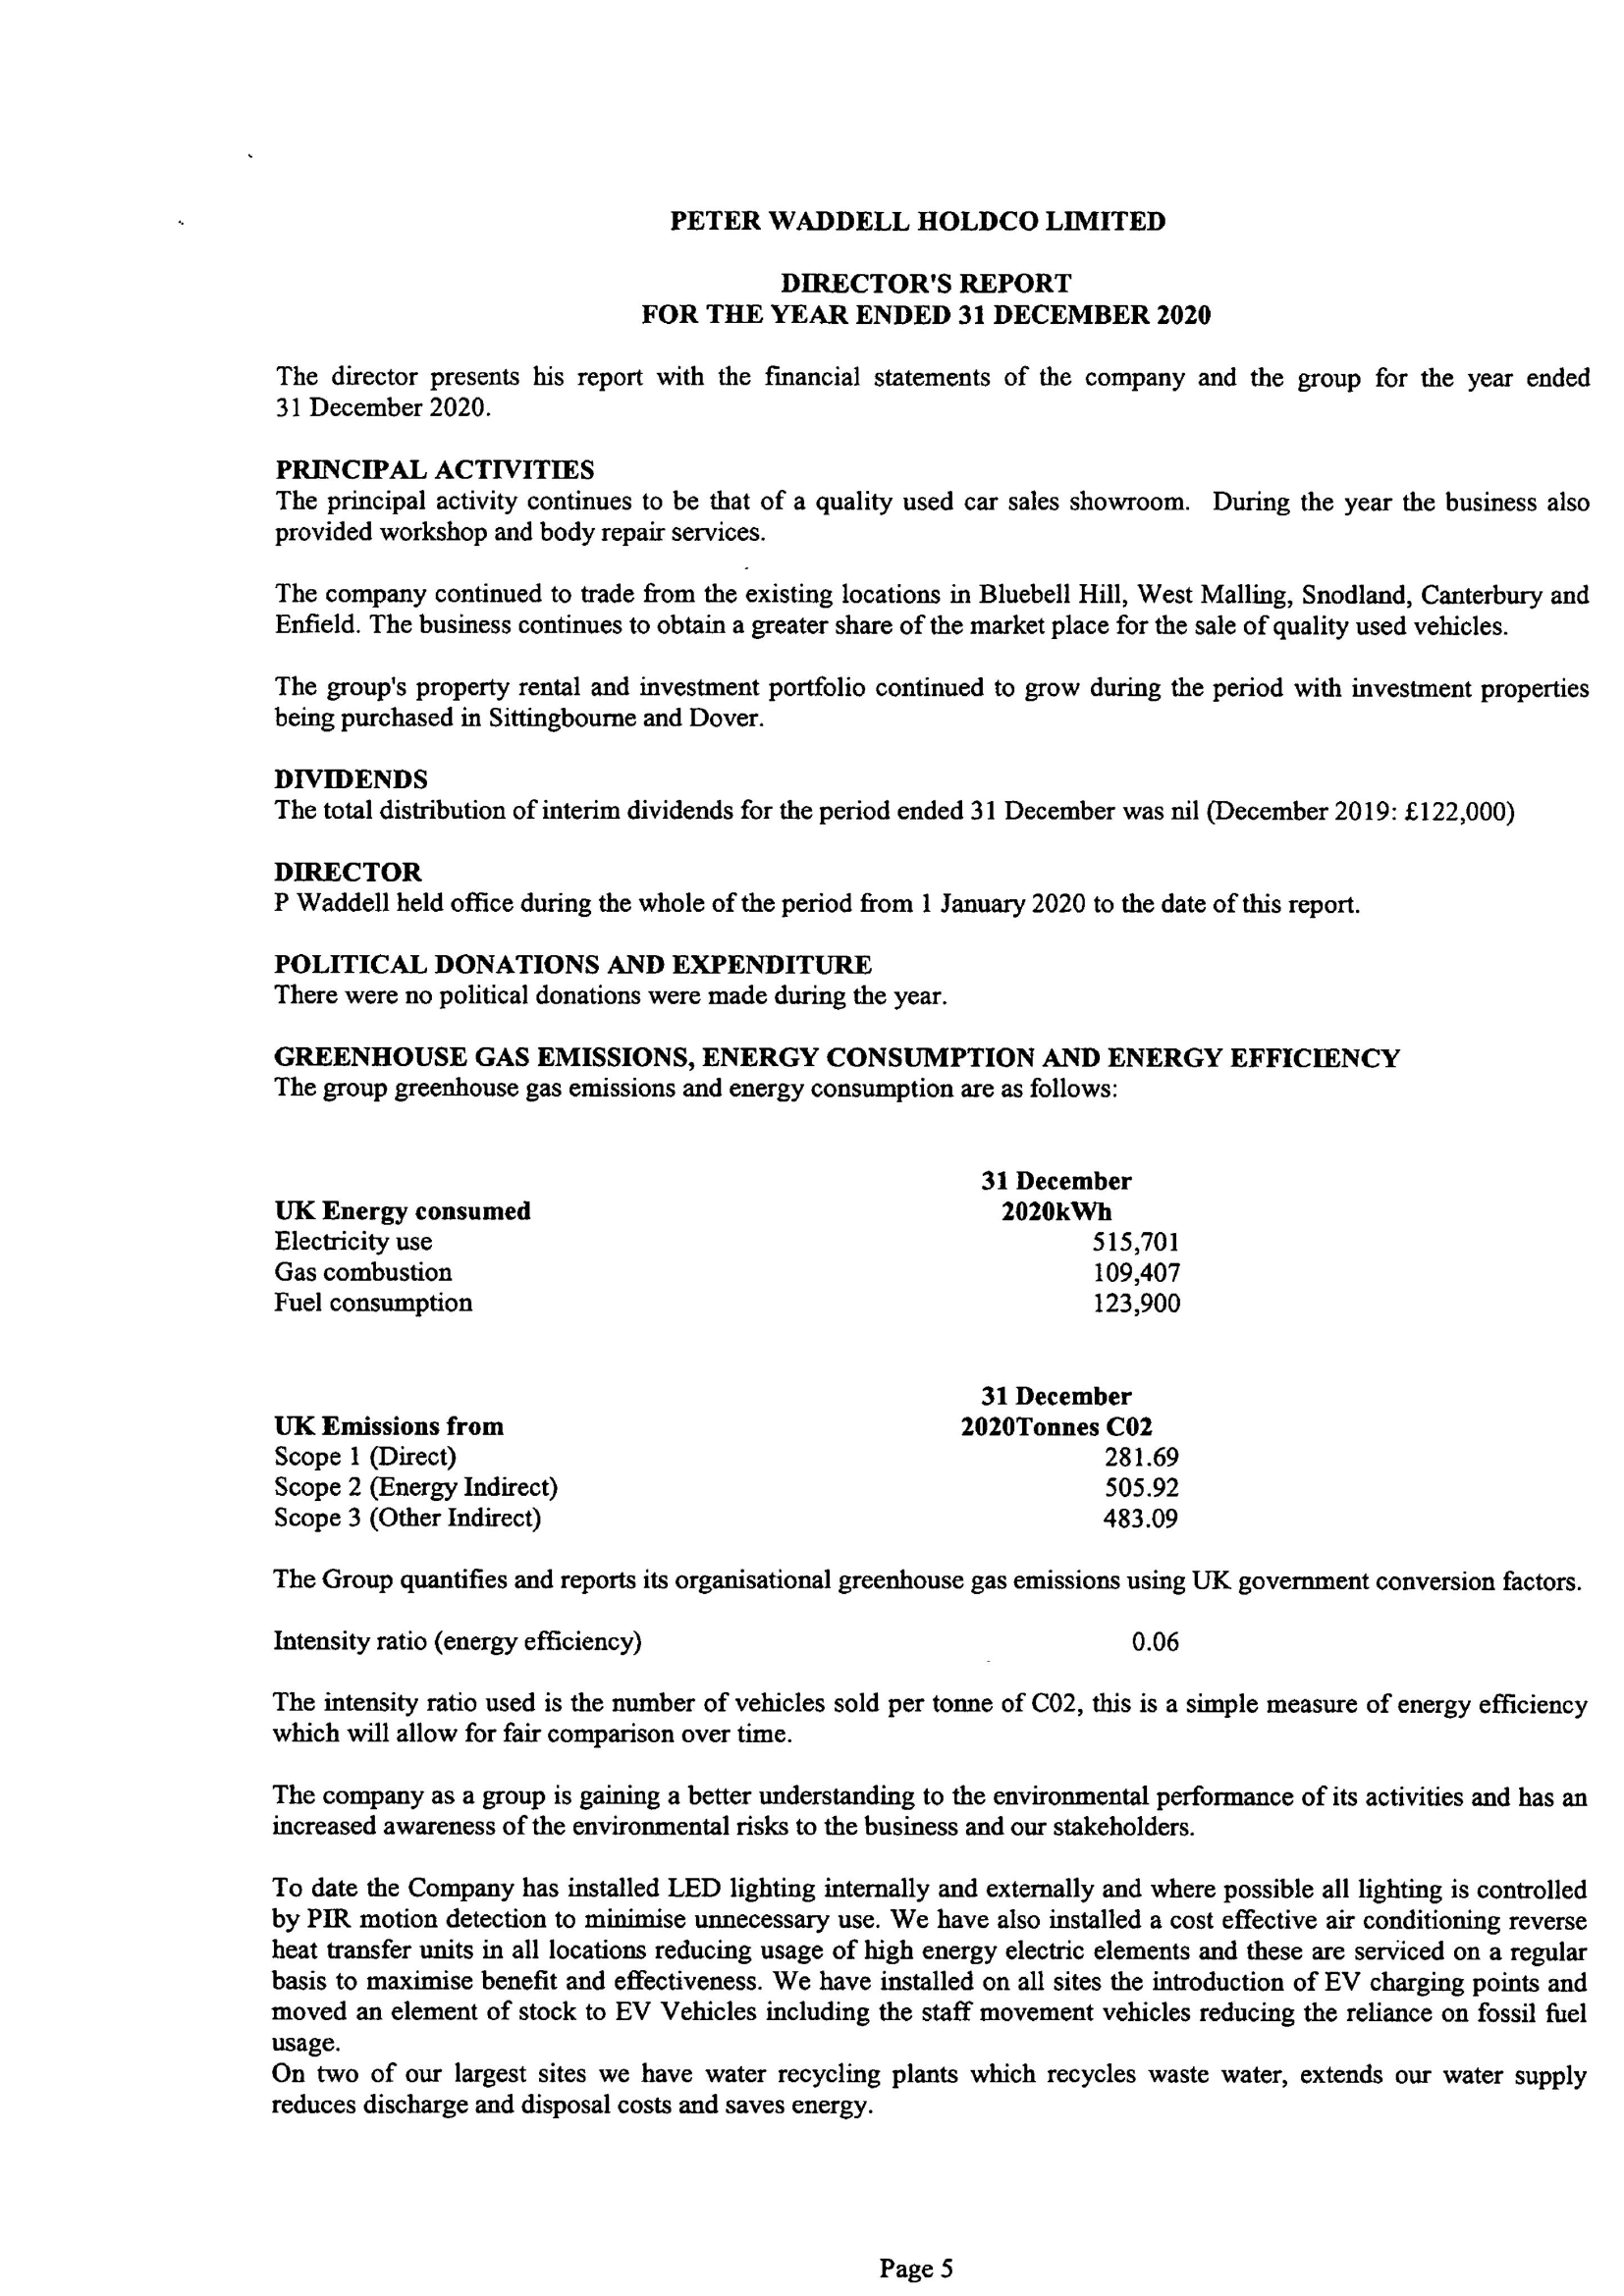 PETER WADDELL HOLDCO LIMITED
DIRECTOR'S REPORT
FOR THE YEAR ENDED 31 DECEMBER 2020
The director presents his report with the financial statements of the company and the group for the year ended
31 December 2020.
PRINCIPAL ACTIVITIES
The principal activity continues to be that of a quality used car sales showroom. During the year the business also
provided workshop and body repair services.
The company continued to trade from the existing locations in Bluebell Hill, West Malling, Snodland, Canterbury and
Enfield. The business continues to obtain a greater share of the market place for the sale of quality used vehicles.
The group's property rental and investment portfolio continued to grow during the period with investment properties
being purchased in Sittingbourne and Dover.
DIVIDENDS
The total distribution of interim dividends for the period ended 31 December was nil (December 2019: £122,000)
DIRECTOR
P Waddell held office during the whole of the period from 1 January 2020 to the date of this report.
POLITICAL DONATIONS AND EXPENDITURE
There were no political donations were made during the year.
GREENHOUSE GAS EMISSIONS, ENERGY CONSUMPTION AND ENERGY EFFICIENCY
The group greenhouse gas emissions and energy consumption are as follows:
31 December
UK Energy consumed 2020kWh
Electricity use 515,701
Gas combustion 109,407
Fuel consumption 123,900
31 December
UK Emissions from 2020Tonnes C02
Scope 1 (Direct) 281.69
Scope 2 (Energy Indirect) 505.92
Scope 3 (Other Indirect) 483.09
The Group quantifies and reports its organisational greenhouse gas emissions using UK government conversion factors.
Intensity ratio (energy efficiency) 0.06
The intensity ratio used is the number of vehicles sold per tonne of C02, this is a simple measure of energy efficiency
which will allow for fair comparison over time.
The company as a group is gaining a better understanding to the environmental performance of its activities and has an
increased awareness of the environmental risks to the business and our stakeholders.
To date the Company has installed LED lighting internally and externally and where possible all lighting is controlled
by PIR motion detection to minimise unnecessary use. We have also installed a cost effective air conditioning reverse
heat transfer units in all locations reducing usage of high energy electric elements and these are serviced on a regular
basis to maximise benefit and effectiveness. We have installed on all sites the introduction of EV charging points and
moved an element of stock to EV Vehicles including the staff movement vehicles reducing the reliance on fossil fuel
usage.
On two of our largest sites we have water recycling plants which recycles waste water, extends our water supply
reduces discharge and disposal costs and saves energy.
Page 5